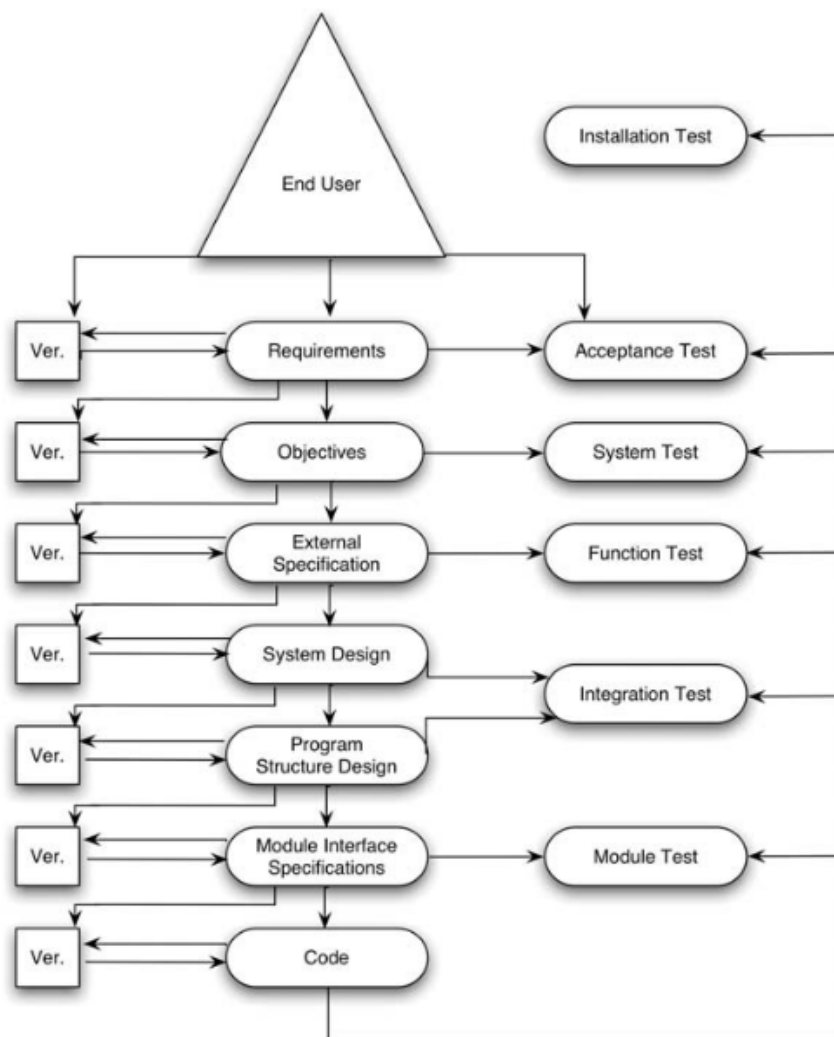 End User
Installation Test
Ver.
Requirements
Acceptance Test
Ver.
Objectives
System Test
Ver.
External
Specification
Function Test
Ver.
System Design
Integration Test
Ver.
Program
Structure Design
Ver.
Module Interface
Specifications
Module Test
Ver.
Code